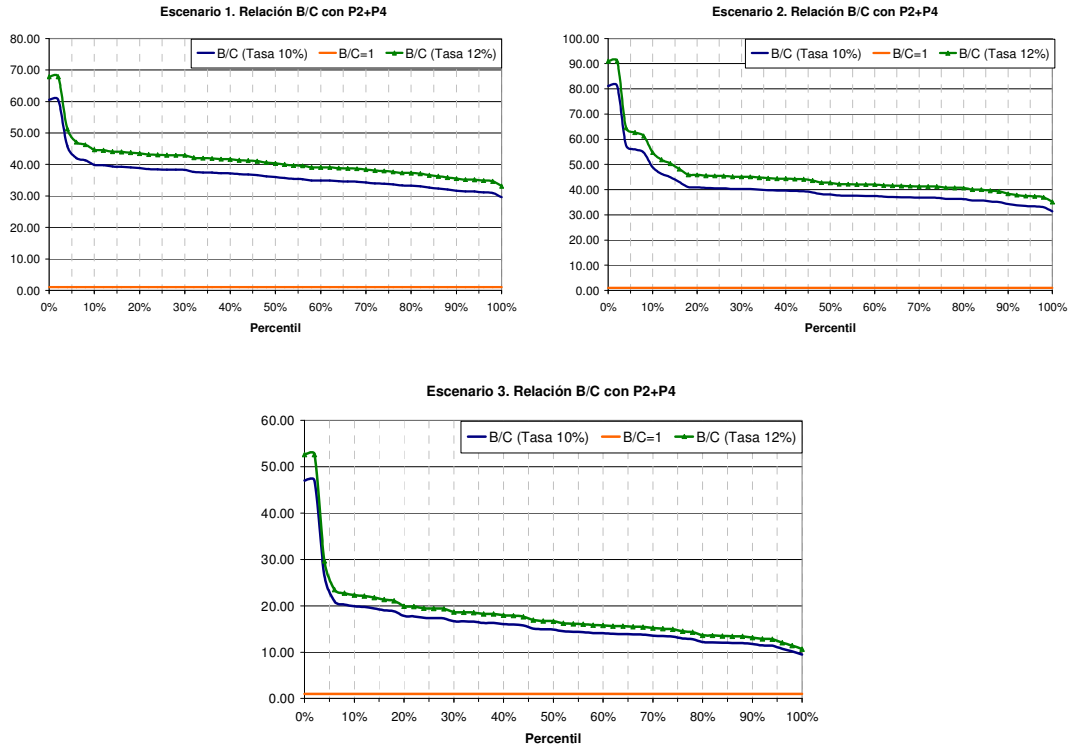 Escenario 1. Relación B/C con P2+P4
80.00
70.00
60.00
50.00
40.00
30.00
20.00
10.00
0.00
B/C (Tasa 10%) B/C=1 B/C (Tasa 12%)
0% 10% 20% 30% 40% 50% 60% 70% 80% 90% 100%
Percentil
Escenario 2. Relación B/C con P2+P4
100.00
90.00
80.00
70.00
60.00
50.00
40.00
30.00
20.00
10.00
0.00
B/C (Tasa 10%) B/C=1 B/C (Tasa 12%)
0% 10% 20% 30% 40% 50% 60% 70% 80% 90% 100%
Percentil
Escenario 3. Relación B/C con P2+P4
60.00
50.00
40.00
30.00
20.00
10.00
0.00
B/C (Tasa 10%) B/C=1 B/C (Tasa 12%)
0% 10% 20% 30% 40% 50% 60% 70% 80% 90% 100%
Percentil